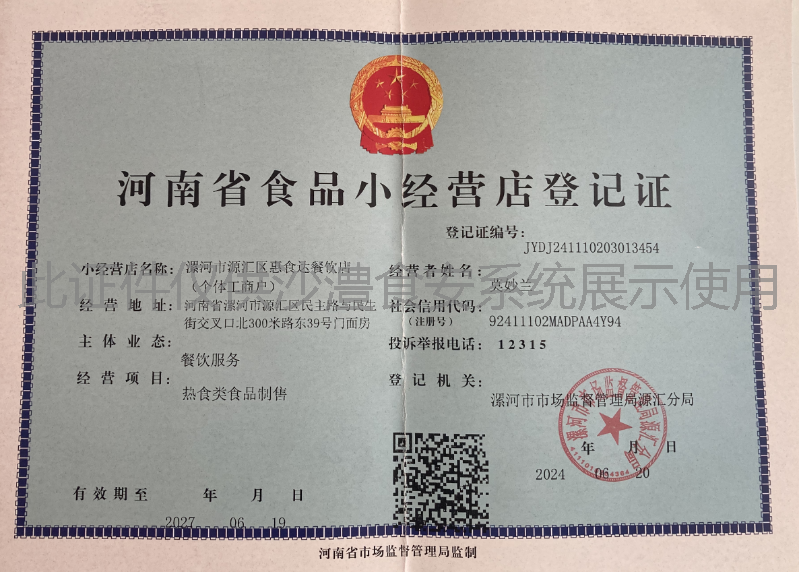 河南省食品小经营店登记证
登记证编号：
JYDJ241110203013454
小经营店名称：
漯河市源汇区惠食达餐饮店
（个体工商户）
经营者姓名：
莫妙兰
此证件仅供沙澧食安系统展示使用
经营地址：
河南省漯河市源汇区民主路与民生
街交叉口北300米路东39号门面房
社会信用代码：
（注册号）
92411102MADPAA4Y94
主体业态：
餐饮服务
投诉举报电话：12315
经营项目：
热食类食品制售
登记机关：
漯河市市场监督管理局源汇分局
年 月 日
2024 06 20
有效期至 年 月 日
2027 06 19
河南省市场监督管理局监制